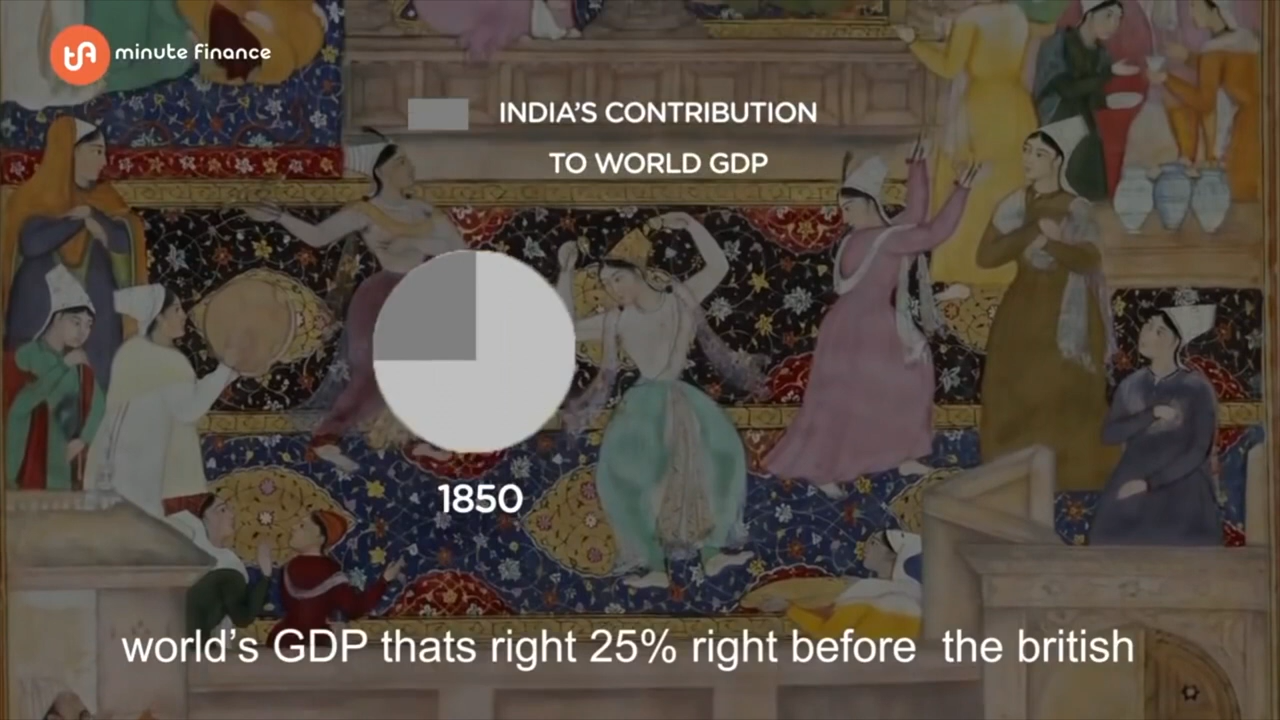 minute finance
INDIA'S CONTRIBUTION
TO WORLD GDP
1850
world's GDP thats right 25% right before  the british